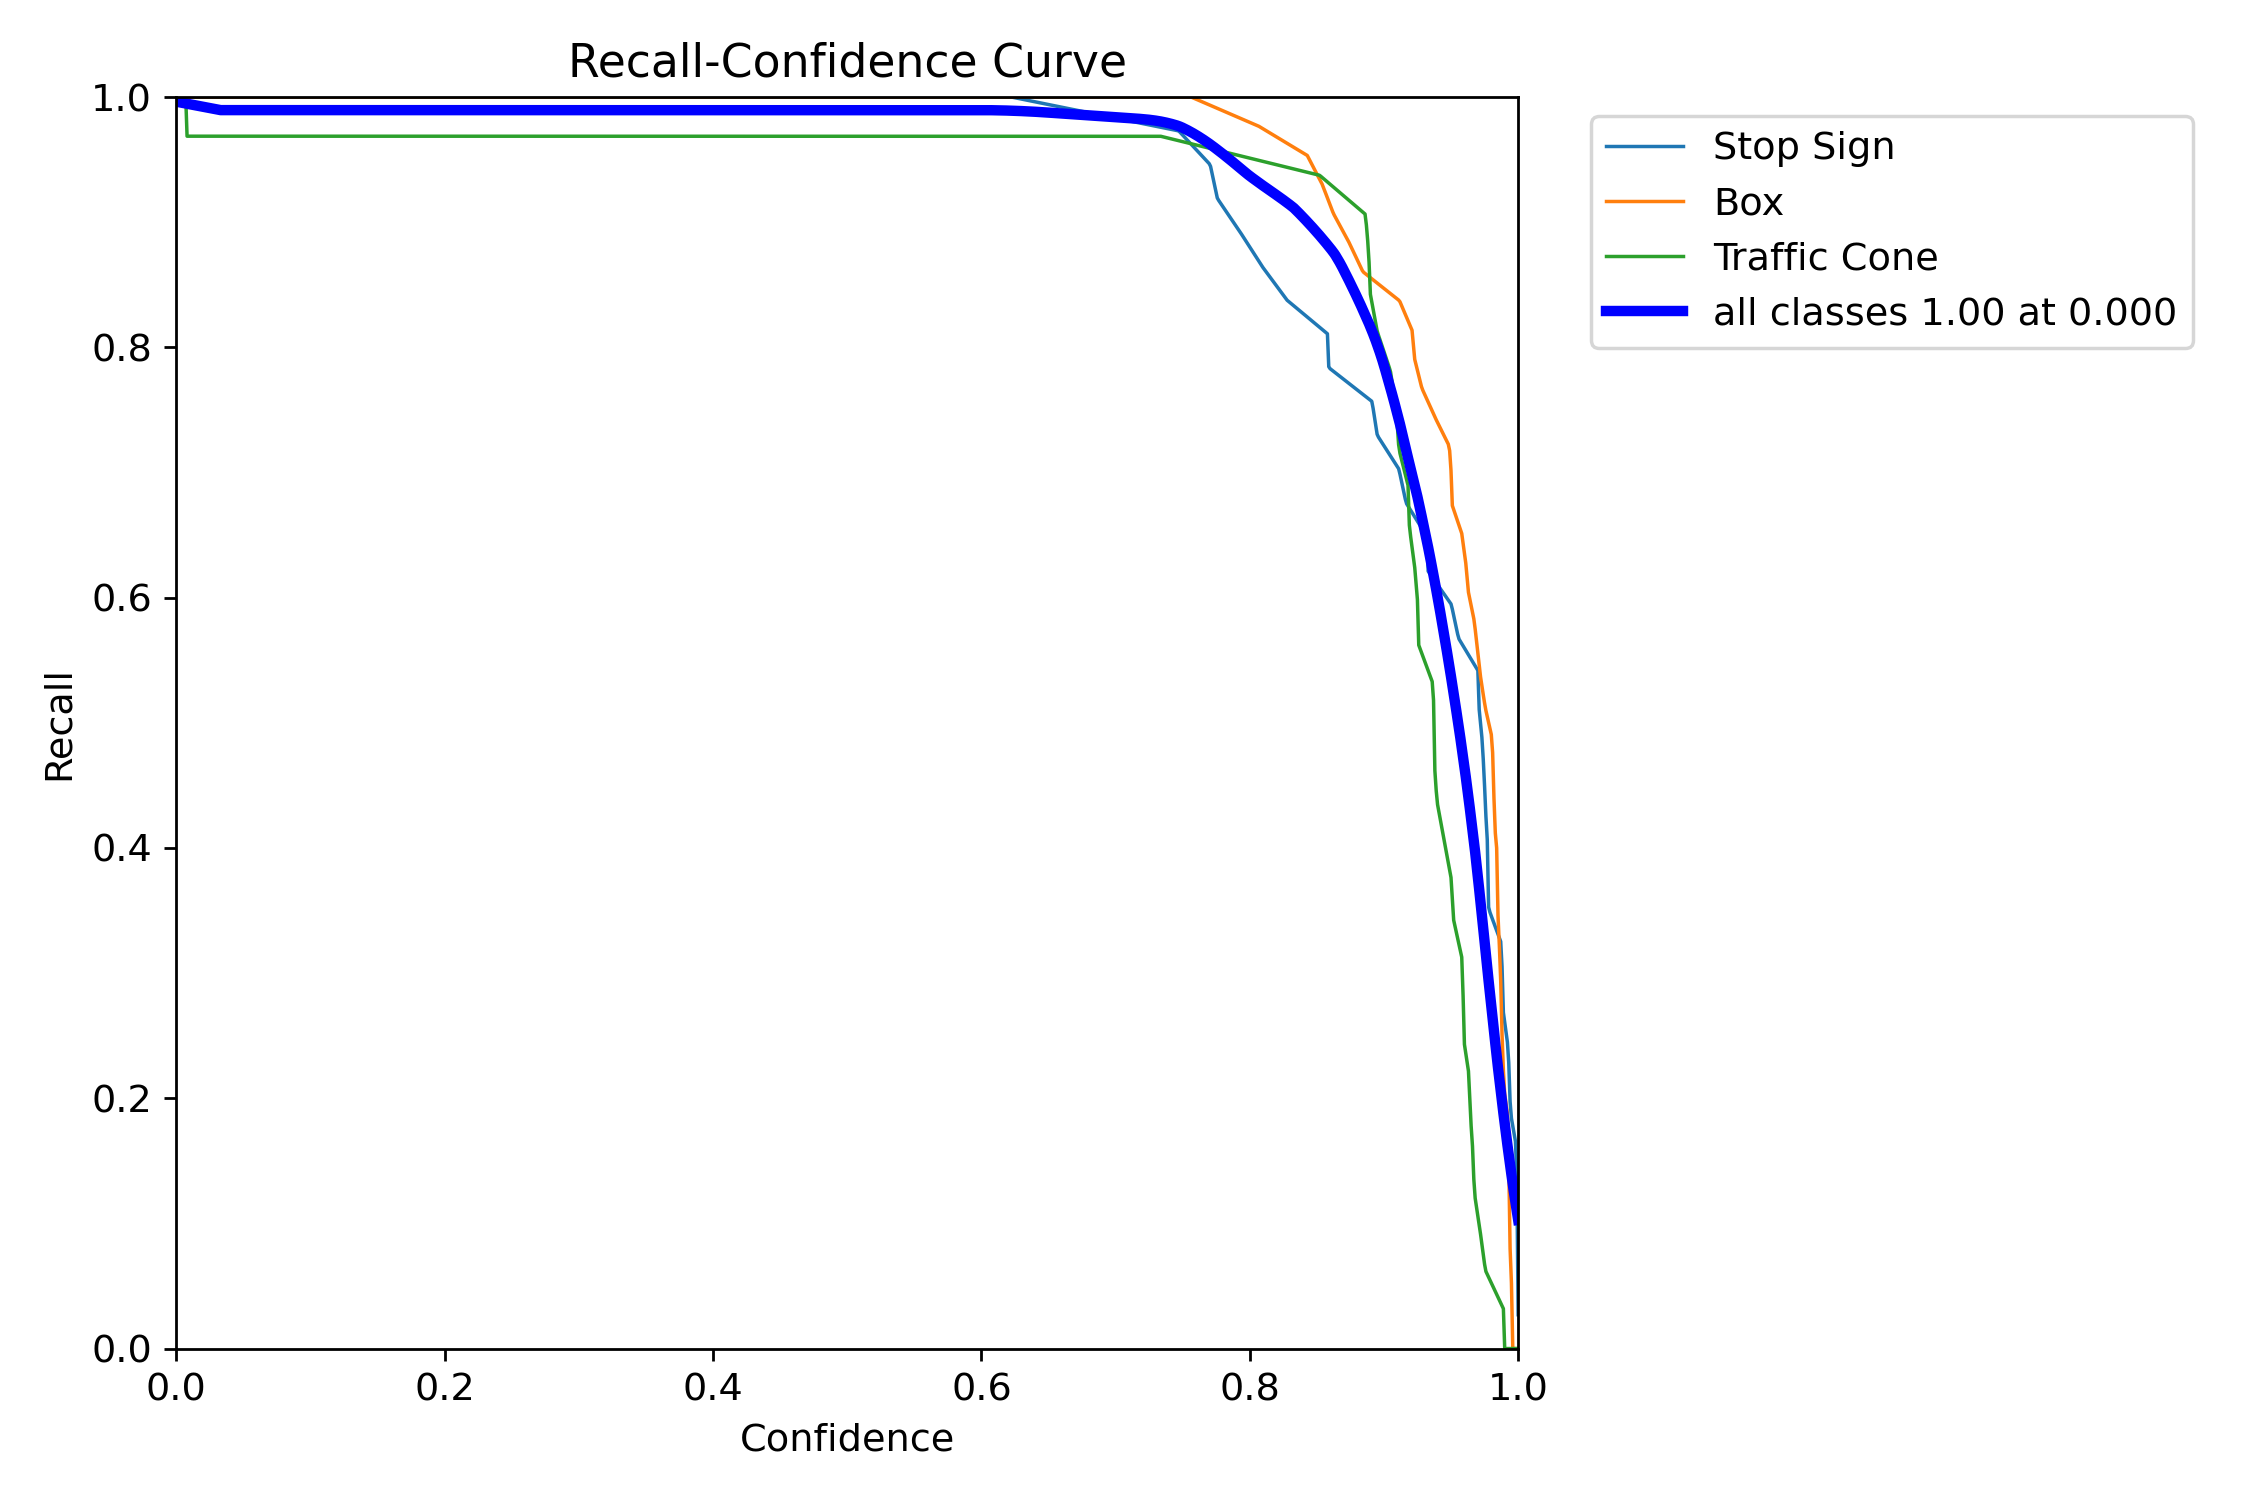 Recall-Confidence Curve
1.0
0.8
0.6
0.4
0.2
0.0
Recall
0.0 0.2 0.4 0.6 0.8 1.0
Confidence
Stop Sign
Box
Traffic Cone
all classes 1.00 at 0.000